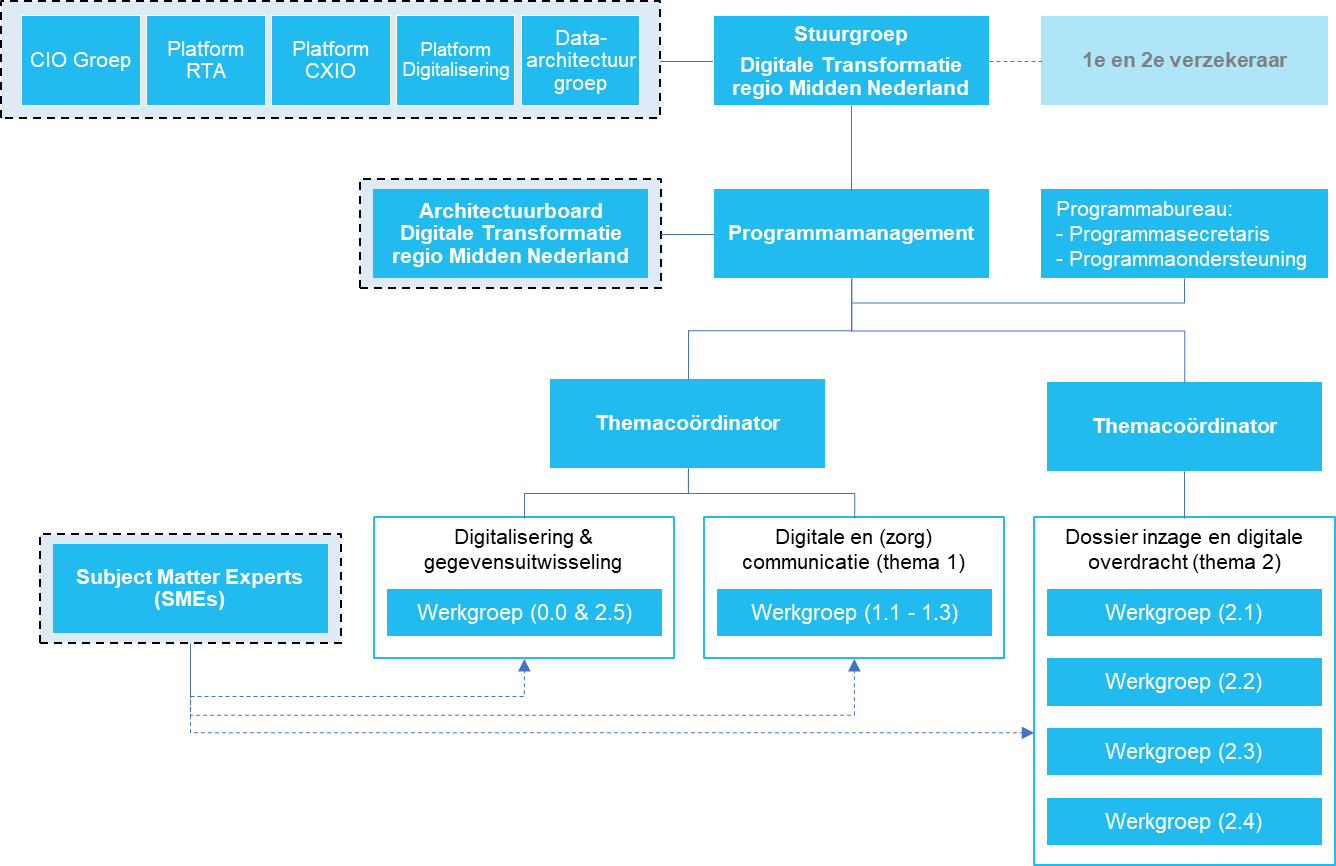 CIO Groep
Platform
RTA
Platform
CXIO
Platform
Digitalisering
Data-
architectuur
groep
Stuurgroep
Digitale Transformatie
regio Midden Nederland
1e en 2e verzekeraar
Architectuurboard
Digitale Transformatie
regio Midden Nederland
Programmamanagement
Programmabureau:
- Programmasecretaris
- Programmaondersteuning
Themacoördinator
Themacoördinator
Subject Matter Experts
(SMEs)
Digitalisering &
gegevensuitwisseling
Werkgroep (0.0 & 2.5)
Digitale en (zorg)
communicatie (thema 1)
Werkgroep (1.1 - 1.3)
Dossier inzage en digitale
overdracht (thema 2)
Werkgroep (2.1)
Werkgroep (2.2)
Werkgroep (2.3)
Werkgroep (2.4)